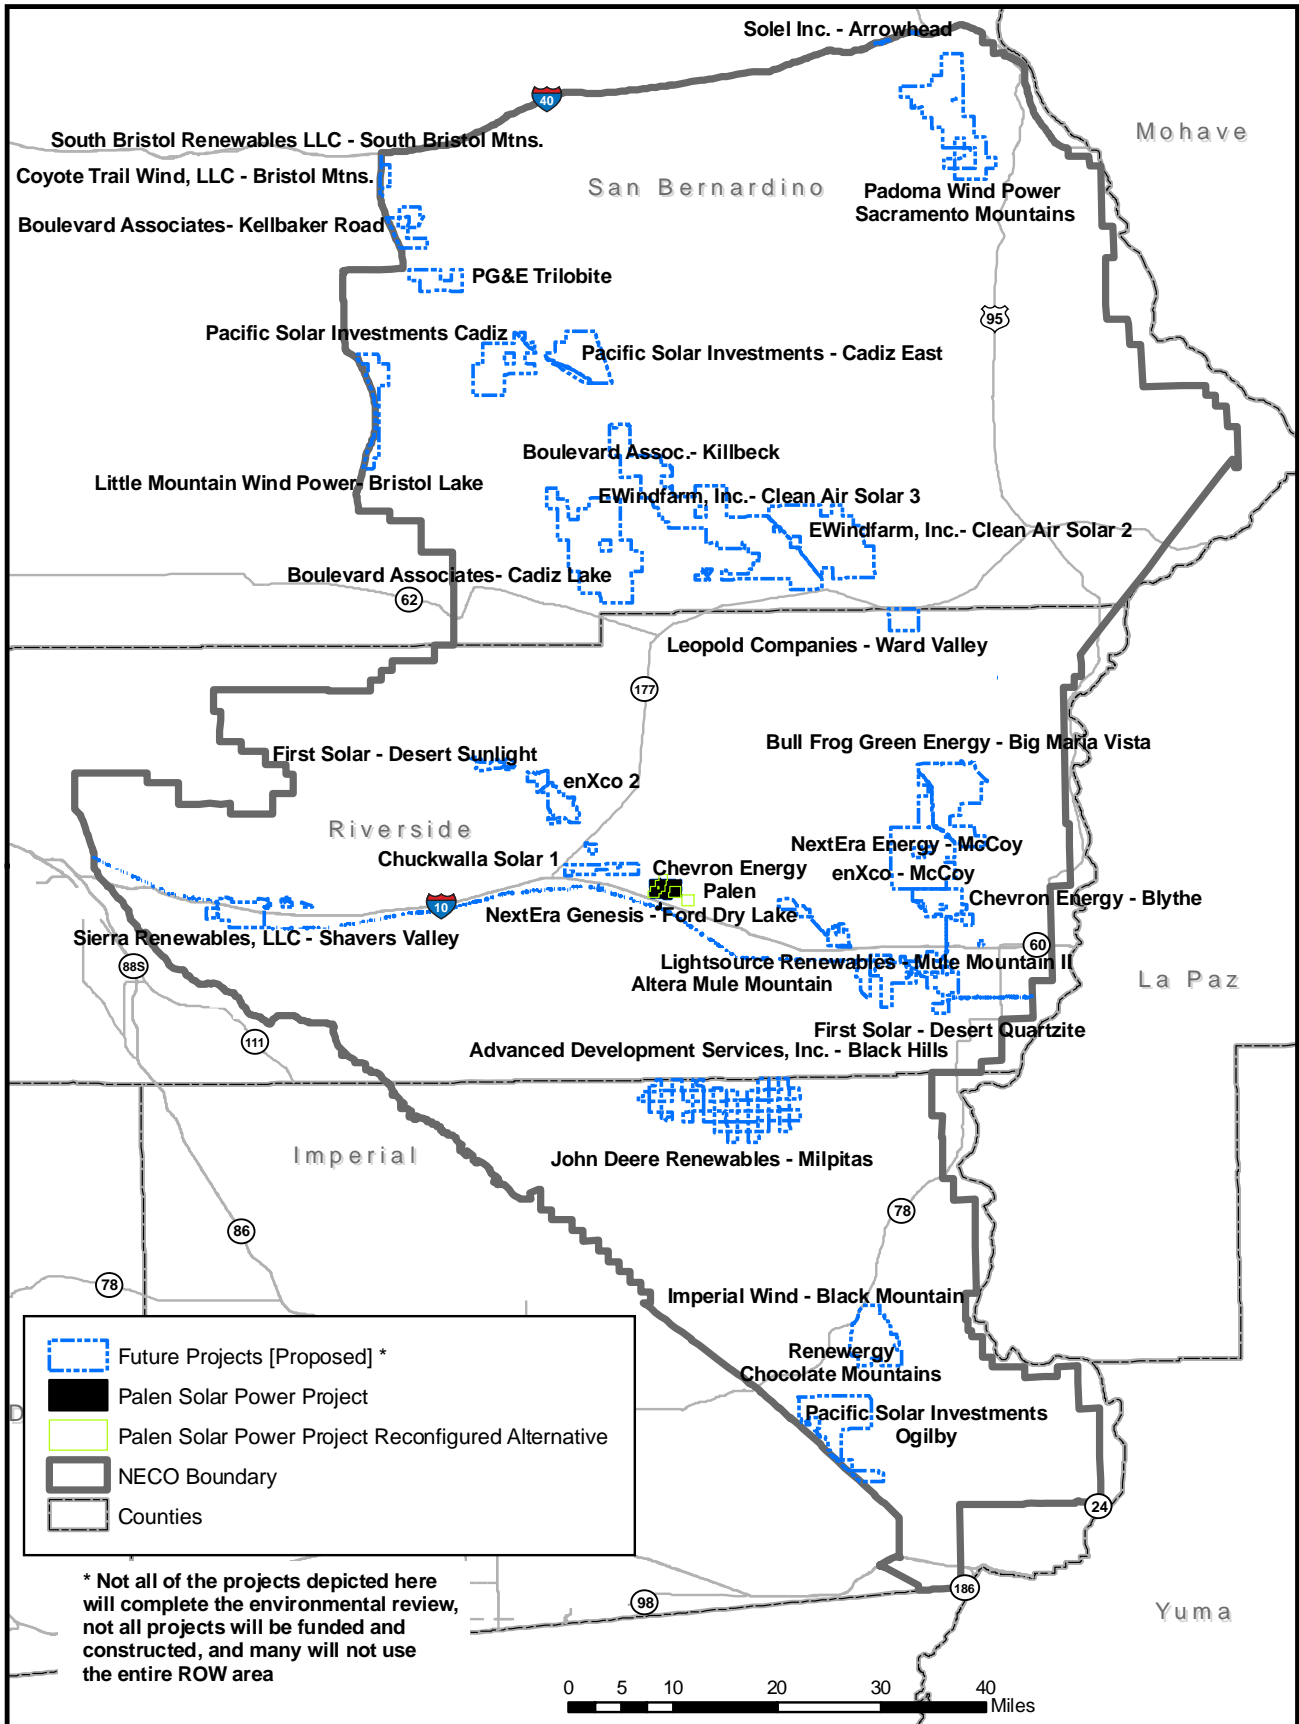 Solel Inc. - Arrowhead
40
Mohave
South Bristol Renewables LLC - South Bristol Mtns.
Coyote Trail Wind, LLC - Bristol Mtns.
San Bernardino
Padoma Wind Power
Sacramento Mountains
Boulevard Associates- Kellbaker Road
PG&E Trilobite
95
Pacific Solar Investments Cadiz
Pacific Solar Investments - Cadiz East
Boulevard Assoc.- Killbeck
Little Mountain Wind Power- Bristol Lake
EWindfarm, Inc.- Clean Air Solar 3
EWindfarm, Inc.- Clean Air Solar 2
Boulevard Associates- Cadiz Lake
62
Leopold Companies - Ward Valley
177
Bull Frog Green Energy - Big Maria Vista
First Solar - Desert Sunlight
enXco 2
Riverside
Chuckwalla Solar 1
NextEra Energy - McCoy
Chevron Energy
Palen
enXco - McCoy
Chevron Energy - Blythe
10
NextEra Genesis - Ford Dry Lake
Sierra Renewables, LLC - Shavers Valley
60
88S
Lightsource Renewables - Mule Mountain II
Altera Mule Mountain
La Paz
First Solar - Desert Quartzite
111
Advanced Development Services, Inc. - Black Hills
Imperial
John Deere Renewables - Milpitas
78
86
78
Imperial Wind - Black Mountain
Renewergy
Chocolate Mountains
Pacific Solar Investments
Ogilby
D
Future Projects [Proposed] *
Palen Solar Power Project
Palen Solar Power Project Reconfigured Alternative
NECO Boundary
Counties
24
186
98
Yuma
* Not all of the projects depicted here
will complete the environmental review,
not all projects will be funded and
constructed, and many will not use
the entire ROW area
0 5 10 20 30 40
Miles